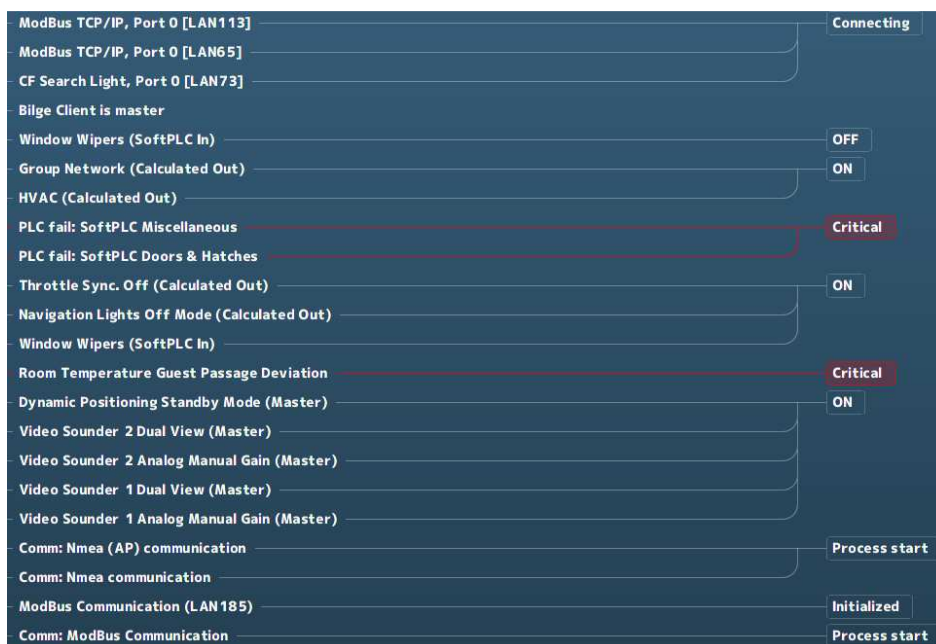 ModBus TCP/IP, Port 0 [LAN113] Connecting
ModBus TCP/IP, Port 0 [LAN65]
CF Search Light, Port 0 [LAN73]
Bilge Client is master
Window Wipers (SoftPLC In) OFF
Group Network (Calculated Out) ON
HVAC (Calculated Out)
PLC fail: SoftPLC Miscellaneous Critical
PLC fail: SoftPLC Doors & Hatches
Throttle Sync. Off (Calculated Out) ON
Navigation Lights Off Mode (Calculated Out)
Window Wipers (SoftPLC In)
Room Temperature Guest Passage Deviation Critical
Dynamic Positioning Standby Mode (Master) ON
Video Sounder 2 Dual View (Master)
Video Sounder 2 Analog Manual Gain (Master)
Video Sounder 1 Dual View (Master)
Video Sounder 1 Analog Manual Gain (Master)
Comm: Nmea (AP) communication Process start
Comm: Nmea communication
ModBus Communication (LAN185) Initialized
Comm: ModBus Communication Process start